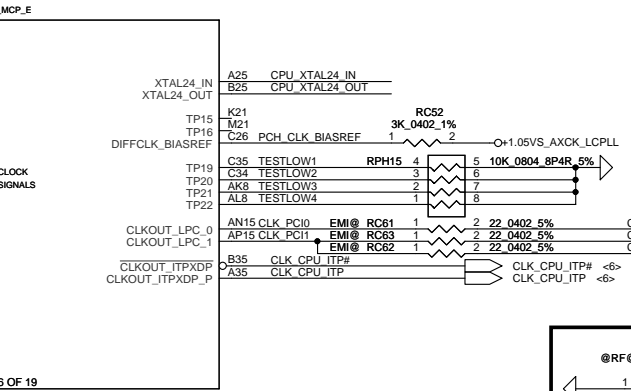 _MCP_E
XTAL24_IN A25 CPU_XTAL24_IN
XTAL24_OUT B25 CPU_XTAL24_OUT
TP15 K21
TP16 M21
RC52
3K_0402_1%
DIFFCLK_BIASREF C26 PCH_CLK_BIASREF 1 2 +1.05VS_AXCK_LCPLL
CLOCK
SIGNALS
TP19 C35 TESTLOW1 RPH15 4 5 10K_0804_8P4R_5%
TP20 C34 TESTLOW2 3 6
TP21 AK8 TESTLOW3 2 7
TP22 AL8 TESTLOW4 1 8
CLKOUT_LPC_0 AN15 CLK_PCI0 EMI@ RC61 1 2 22_0402_5%
CLKOUT_LPC_1 AP15 CLK_PCI1 EMI@ RC63 1 2 22_0402_5%
EMI@ RC62 1 2 22_0402_5%
CLKOUT_ITPXDP B35 CLK_CPU_ITP# CLK_CPU_ITP# <6>
CLKOUT_ITPXDP_P A35 CLK_CPU_ITP CLK_CPU_ITP <6>
@RF@
1
6 OF 19